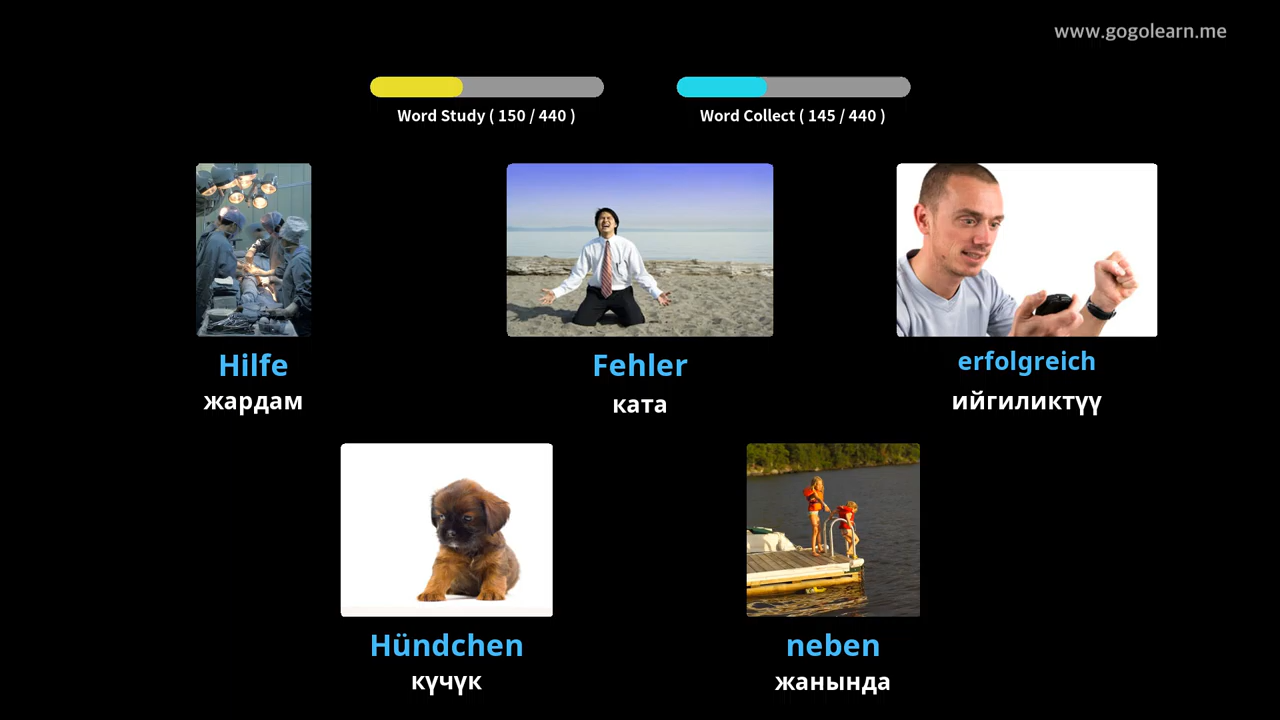 www.gogolearn.me
Word Study ( 150 / 440 )
Word Collect ( 145 / 440 )
Hilfe
жардам
Fehler
ката
erfolgreich
ийгиликтүү
Hündchen
күчүк
neben
жанында